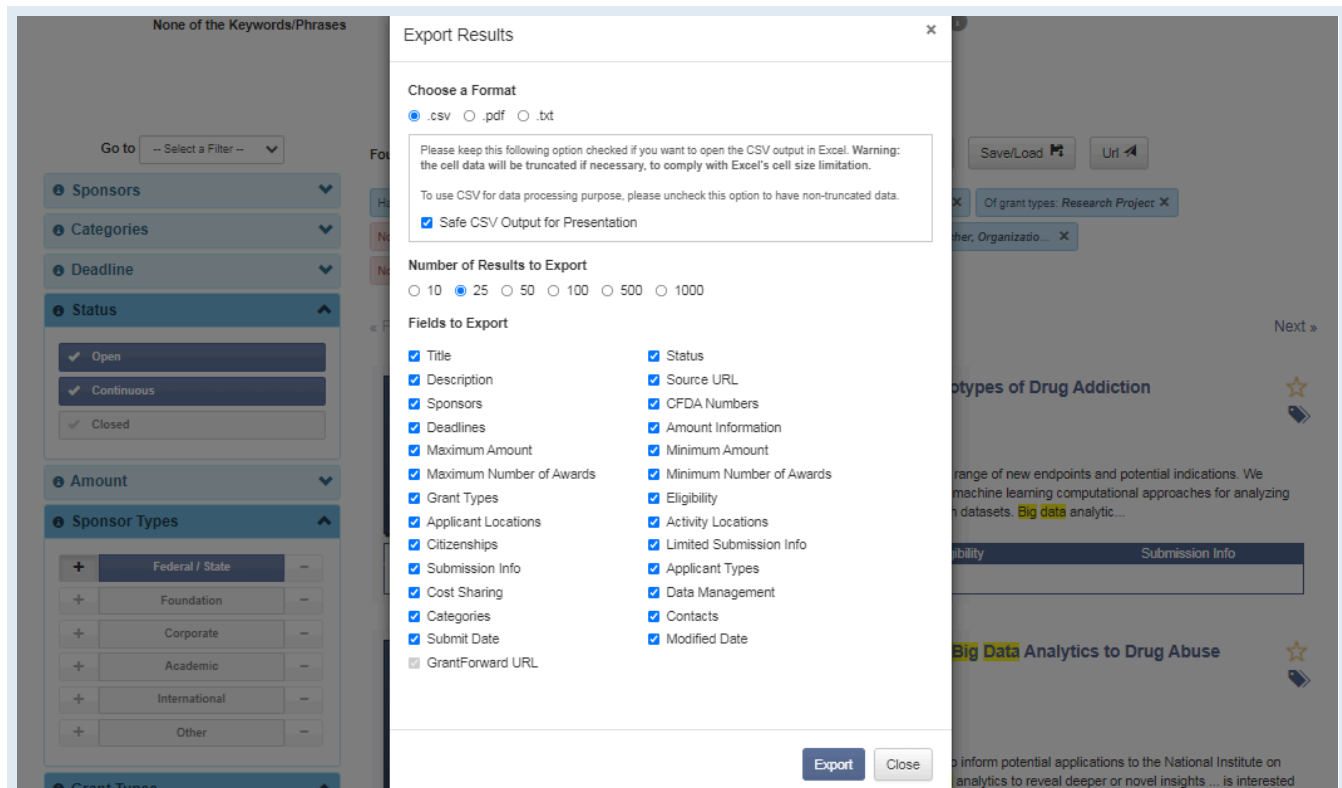 None of the Keywords/Phrases
Export Results ×
Choose a Format
.csv .pdf .txt
Please keep this following option checked if you want to open the CSV output in Excel. Warning:
the cell data will be truncated if necessary, to comply with Excel's cell size limitation.
To use CSV for data processing purpose, please uncheck this option to have non-truncated data.
Safe CSV Output for Presentation
Number of Results to Export
10 25 50 100 500 1000
Fields to Export
Title Status
Description Source URL
Sponsors CFDA Numbers
Deadlines Amount Information
Maximum Amount Minimum Amount
Maximum Number of Awards Minimum Number of Awards
Grant Types Eligibility
Applicant Locations Activity Locations
Citizenships Limited Submission Info
Submission Info Applicant Types
Cost Sharing Data Management
Categories Contacts
Submit Date Modified Date
GrantForward URL
Export Close
Go to -- Select a Filter --
Sponsors
Categories
Deadline
Status
Open
Continuous
Closed
Amount
Sponsor Types
+ Federal / State −
+ Foundation −
+ Corporate −
+ Academic −
+ International −
+ Other −
Grant Types
Save/Load Url
× Of grant types: Research Project ×
her, Organizatio... ×
Next »
otypes of Drug Addiction
range of new endpoints and potential indications. We
machine learning computational approaches for analyzing
datasets. Big data analytic...
ibility Submission Info
Big Data Analytics to Drug Abuse
o inform potential applications to the National Institute on
analytics to reveal deeper or novel insights ... is interested